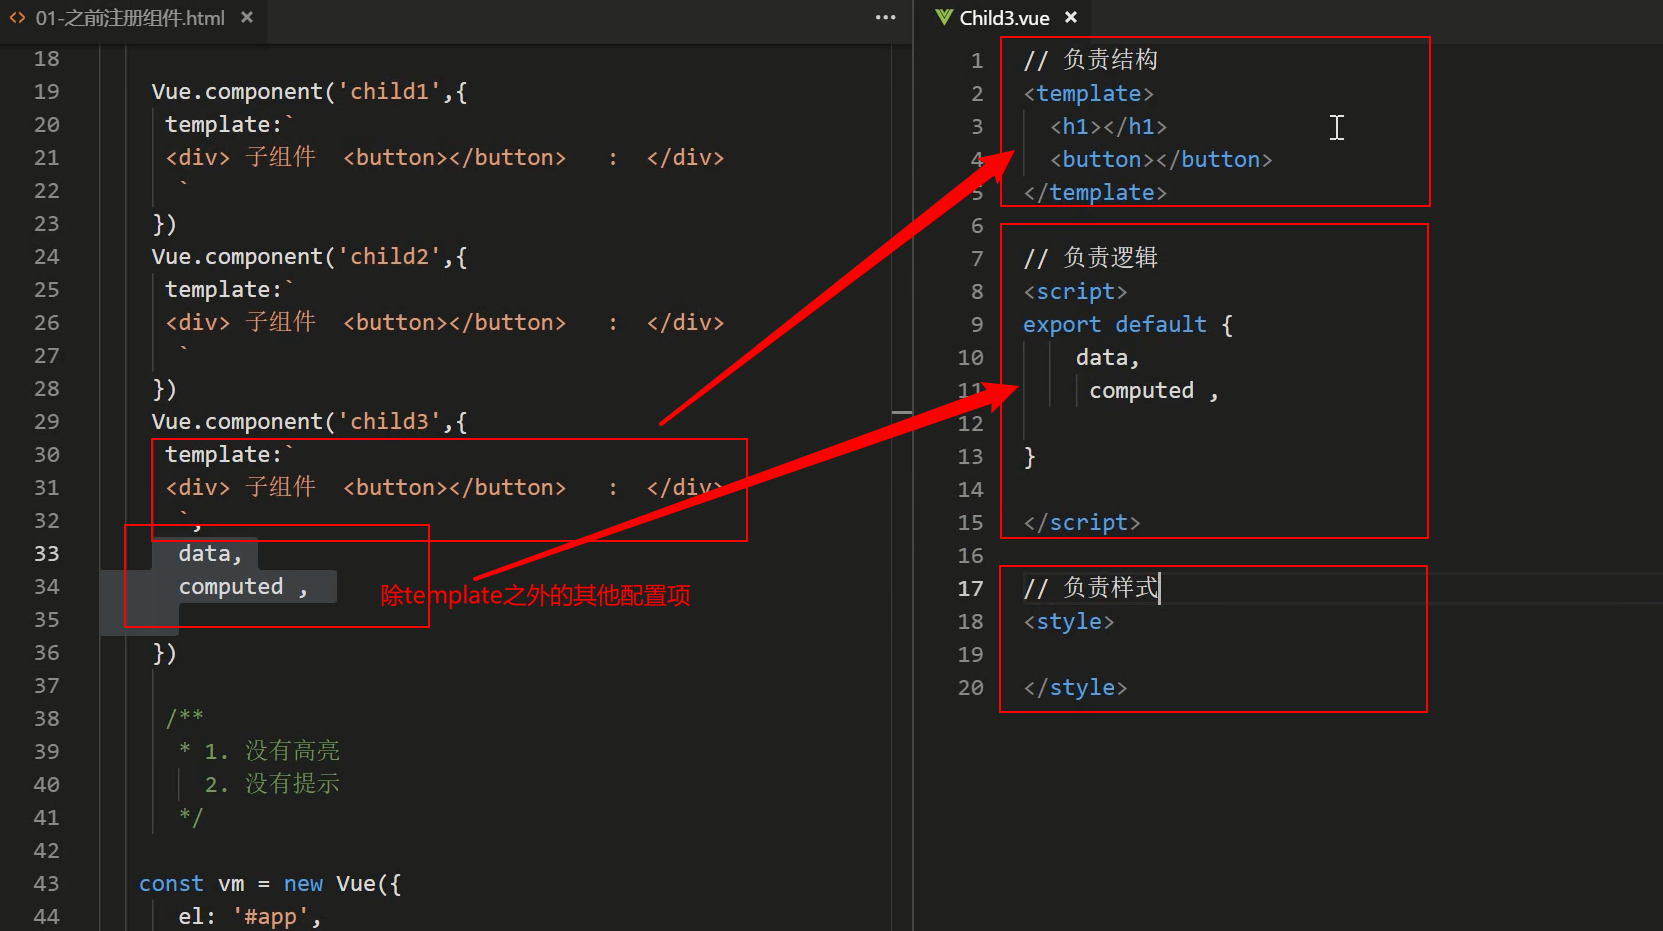 01-之前注册组件.html ×
18
19 Vue.component('child1',{
20 template:`
21 <div> 子组件 <button></button> : </div>
22 `
23 })
24 Vue.component('child2',{
25 template:`
26 <div> 子组件 <button></button> : </div>
27 `
28 })
29 Vue.component('child3',{
30 template:`
31 <div> 子组件 <button></button> : </div>
32 `,
33 data,
34 computed ,
除template之外的其他配置项
35
36 })
37
38 /**
39 * 1. 没有高亮
40 2. 没有提示
41 */
42
43 const vm = new Vue({
44 el: '#app',
Child3.vue ×
1 // 负责结构
2 <template>
3 <h1></h1>
4 <button></button>
5 </template>
6
7 // 负责逻辑
8 <script>
9 export default {
10 data,
11 computed ,
12
13 }
14
15 </script>
16
17 // 负责样式
18 <style>
19
20 </style>